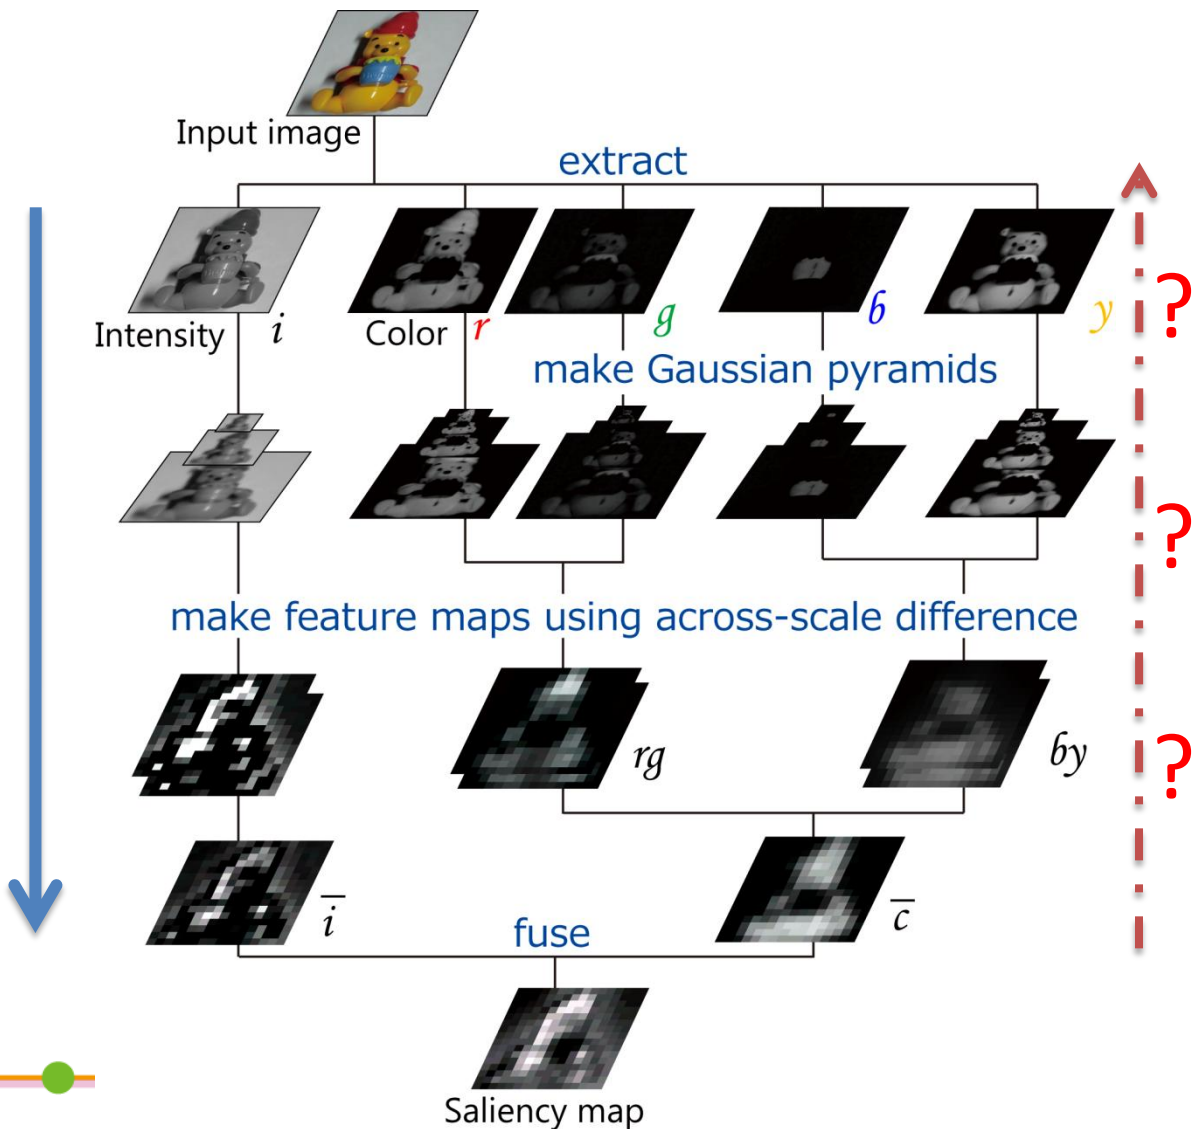 Input image
extract
Intensity i
Color r
g
b
y
?
make Gaussian pyramids
?
make feature maps using across-scale difference
rg
by
?
i̅
c̅
fuse
Saliency map